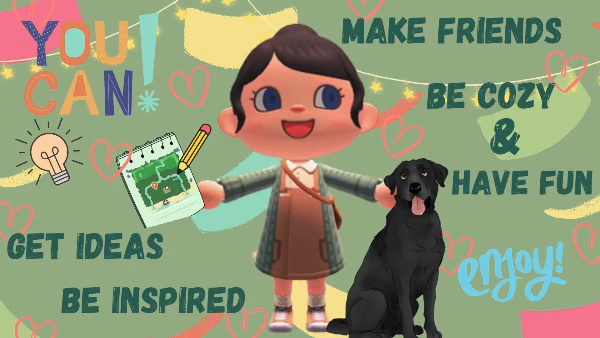 YOU
CAN!
MAKE FRIENDS
BE COZY
&
HAVE FUN
GET IDEAS
BE INSPIRED
enjoy!